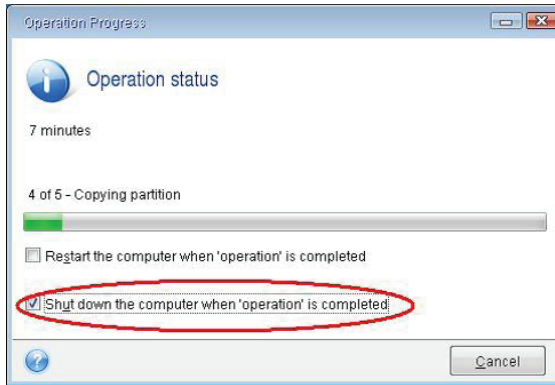 Operation Progress
Operation status
7 minutes
4 of 5 - Copying partition
Restart the computer when 'operation' is completed
Shut down the computer when 'operation' is completed
Cancel